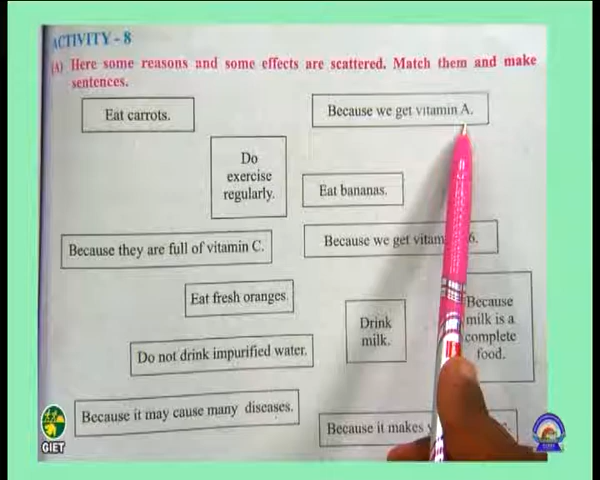 ACTIVITY - 8
(A) Here some reasons and some effects are scattered. Match them and make
sentences.
Eat carrots.
Because we get vitamin A.
Do
exercise
regularly.
Eat bananas.
Because they are full of vitamin C.
Because we get 6.
Eat fresh oranges.
Drink
milk.
Because
milk is a
complete
food.
Do not drink impurified water.
Because it may cause many diseases.
Because it makes
GIET